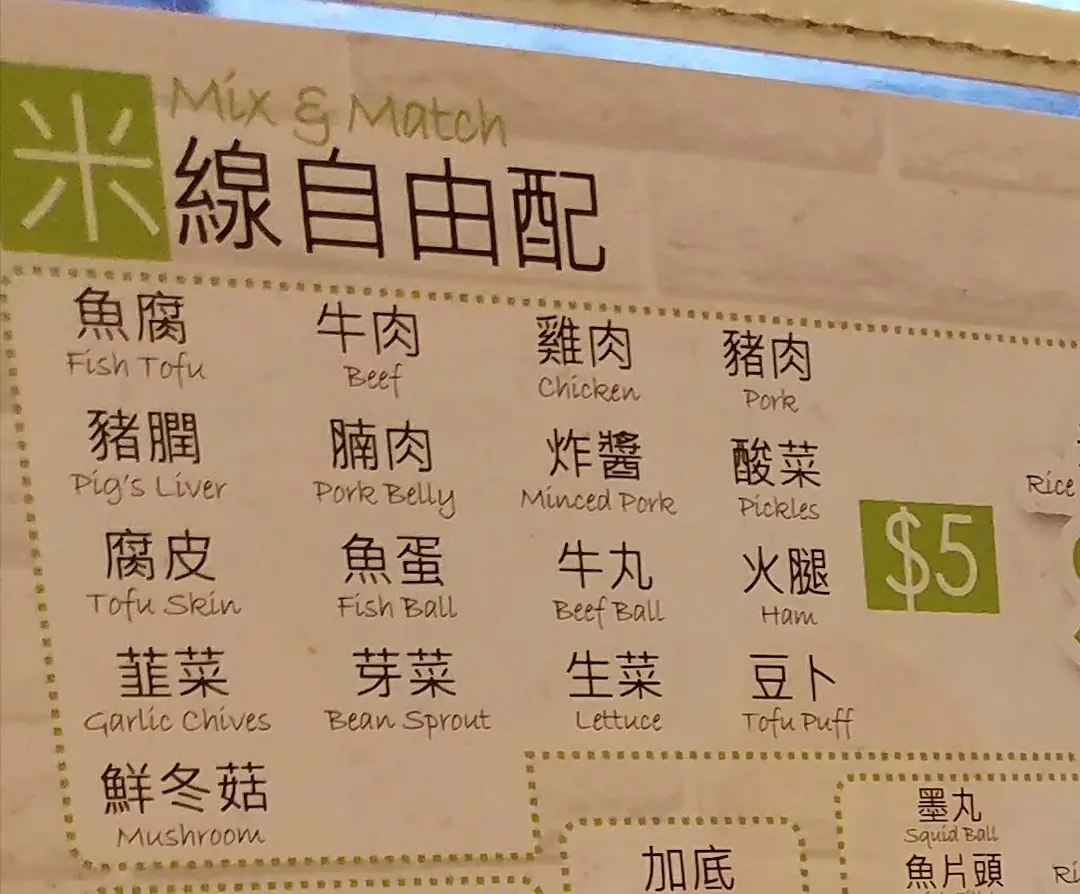 Mix & Match
米線自由配
魚腐 牛肉 雞肉 豬肉
Fish Tofu Beef Chicken Pork
豬膶 腩肉 炸醬 酸菜
Pig's Liver Pork Belly Minced Pork Pickles
Rice
腐皮 魚蛋 牛丸 火腿
Tofu Skin Fish Ball Beef Ball Ham
$5
韮菜 芽菜 生菜 豆卜
Garlic Chives Bean Sprout Lettuce Tofu Puff
鮮冬菇
Mushroom
墨丸
Squid Ball
加底
魚片頭